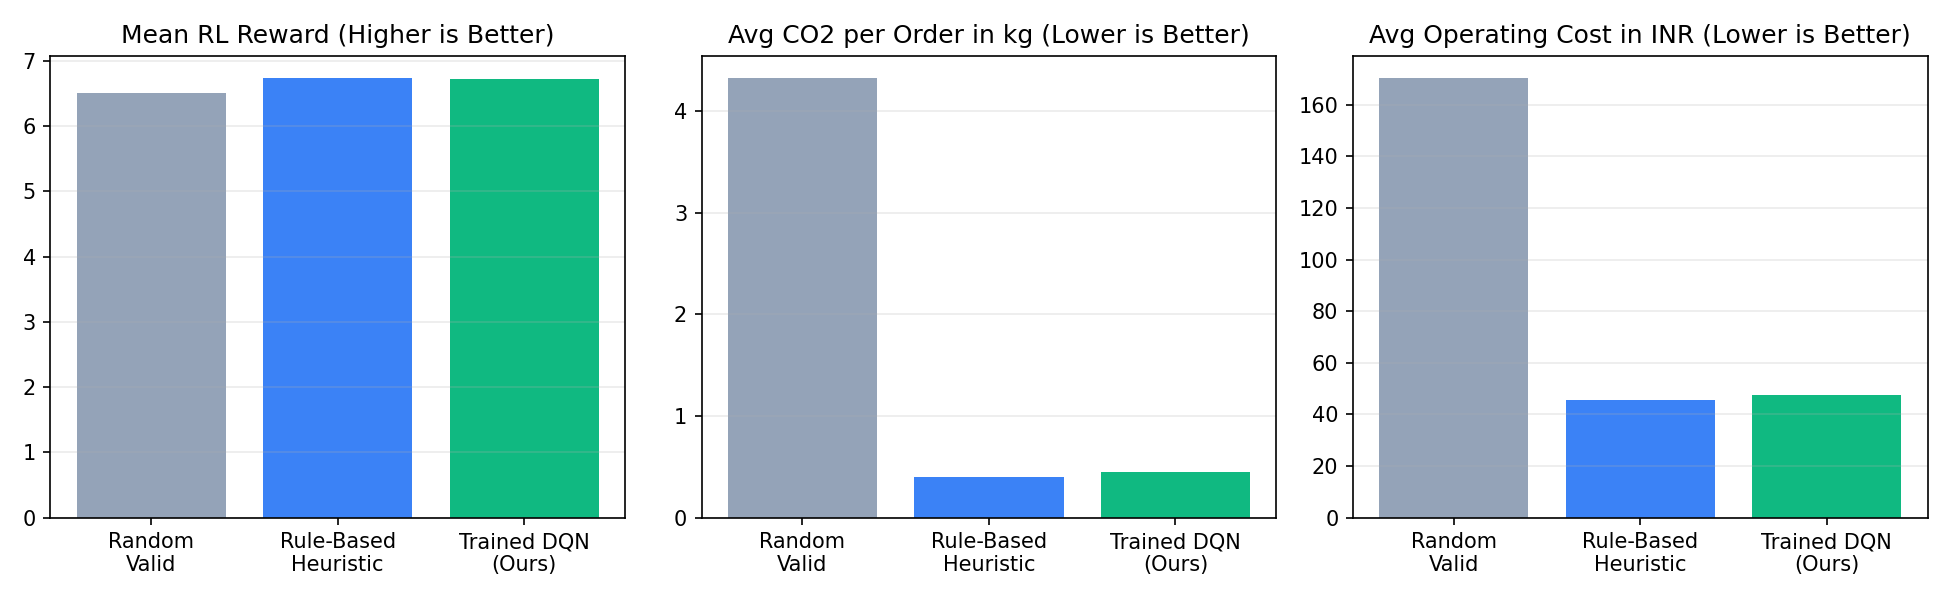 Mean RL Reward (Higher is Better)
7
6
5
4
3
2
1
0
Random
Valid
Rule-Based
Heuristic
Trained DQN
(Ours)
Avg CO2 per Order in kg (Lower is Better)
4
3
2
1
0
Random
Valid
Rule-Based
Heuristic
Trained DQN
(Ours)
Avg Operating Cost in INR (Lower is Better)
160
140
120
100
80
60
40
20
0
Random
Valid
Rule-Based
Heuristic
Trained DQN
(Ours)